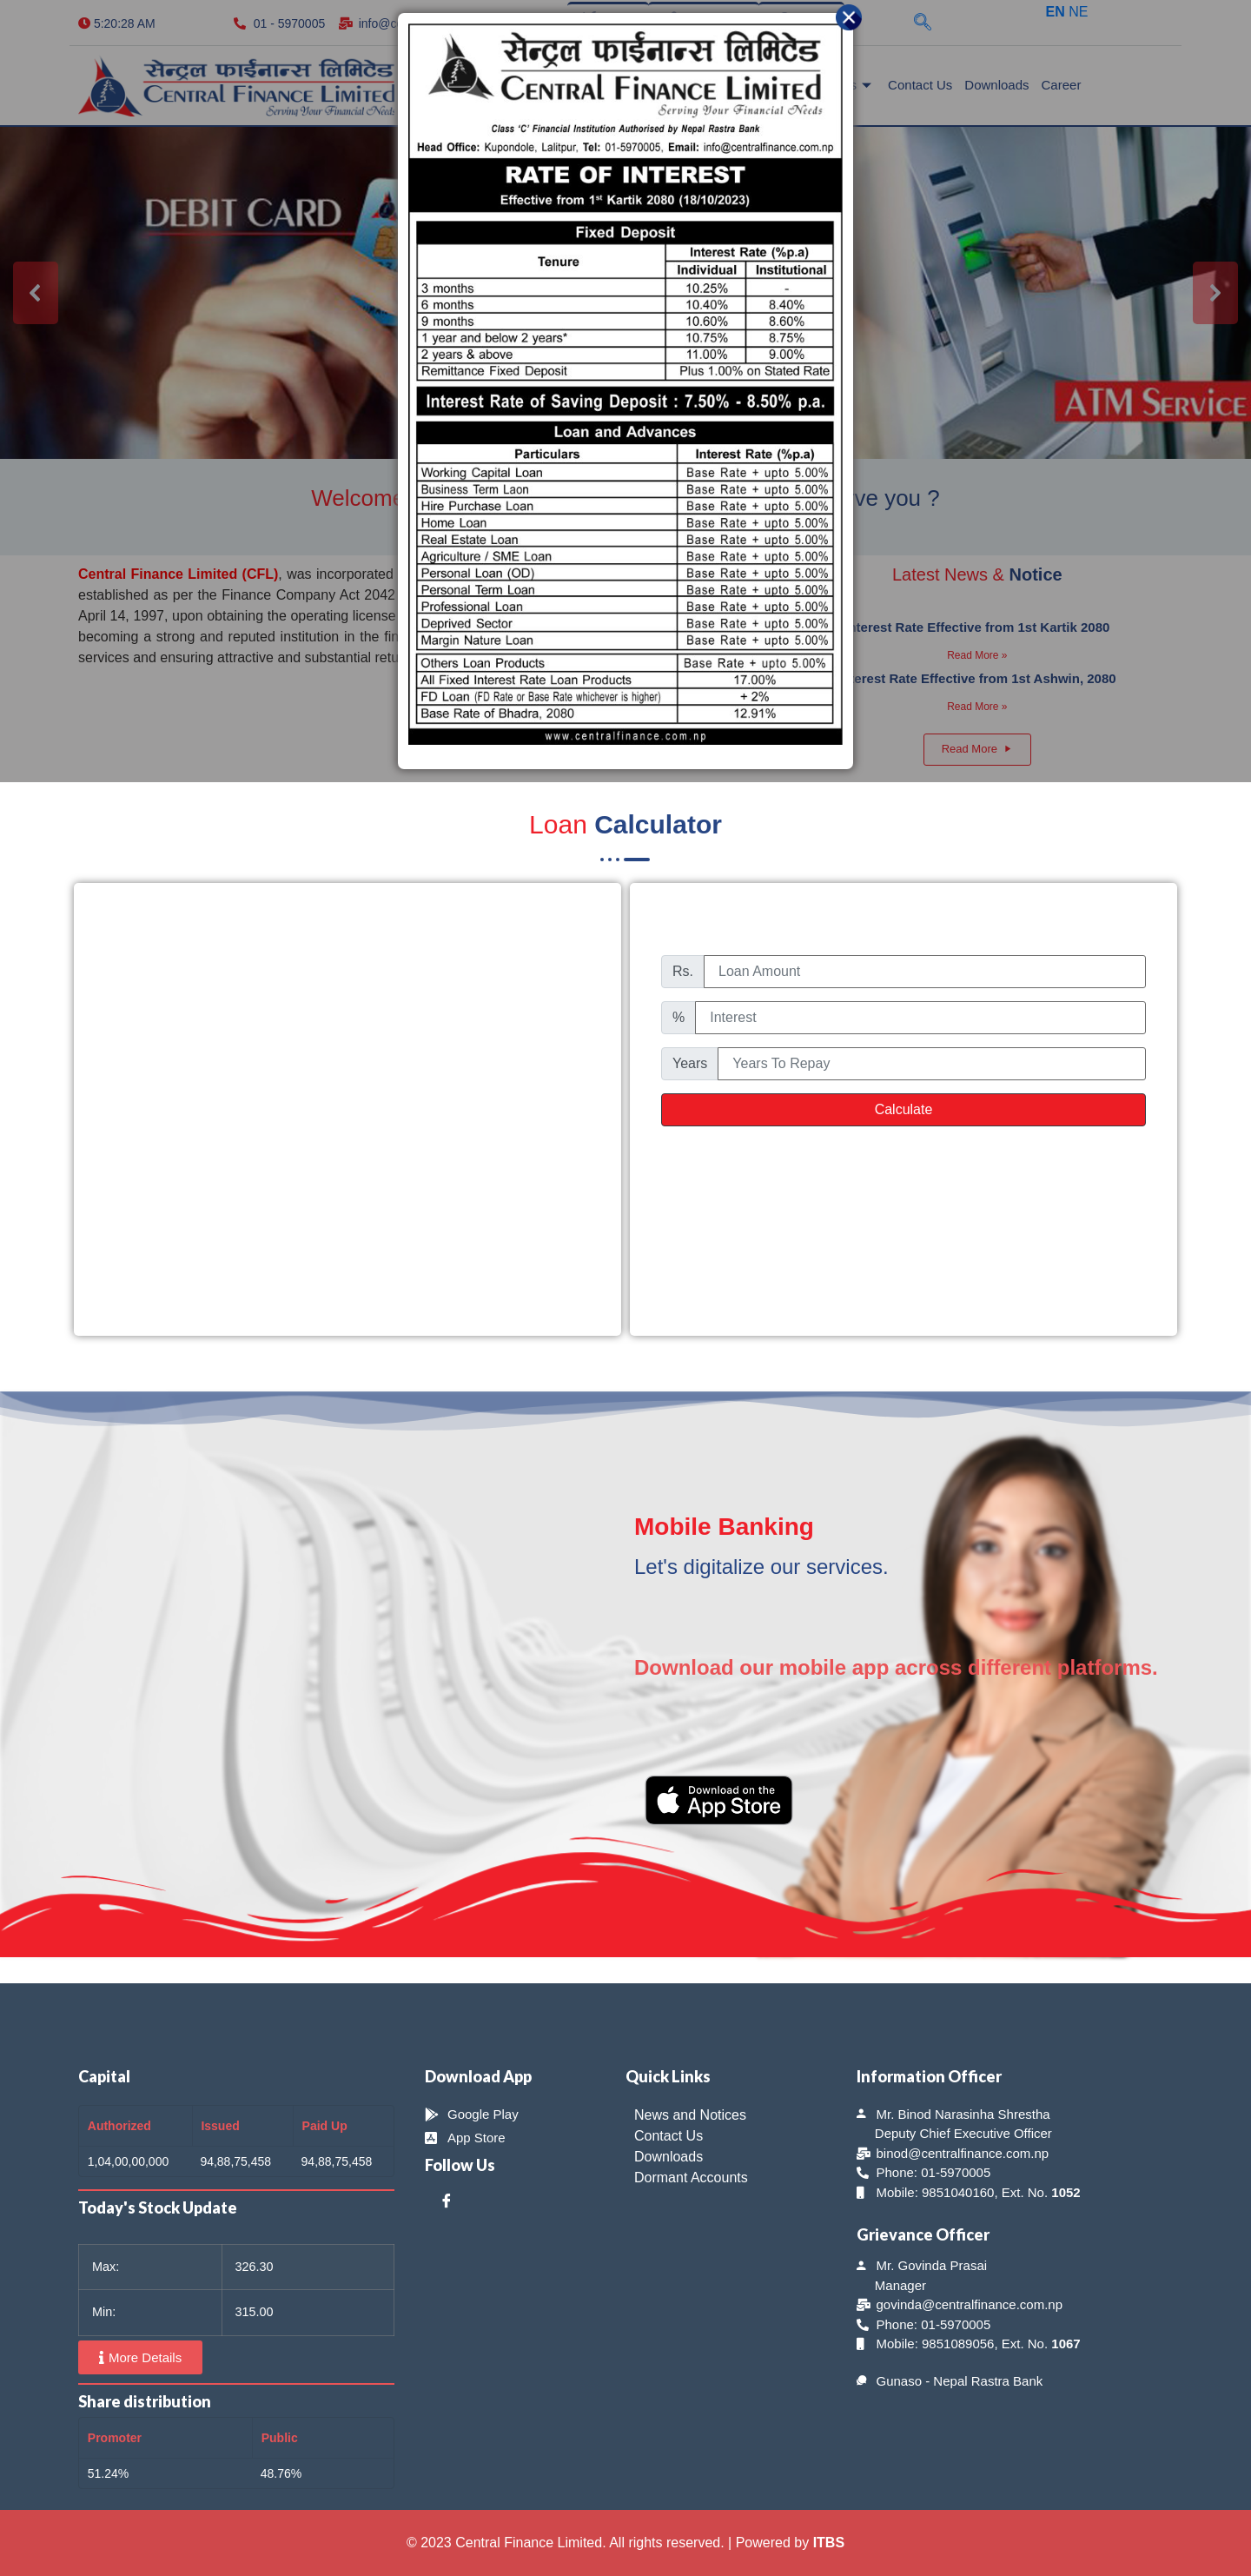 5:20:28 AM
01 - 5970005
info@c
EN NE
सेन्ट्रल फाईनान्स लिमिटेड
CENTRAL FINANCE LIMITED
Serving Your Financial Needs
Contact Us
Downloads
Career
सेन्ट्रल फाईनान्स लिमिटेड
CENTRAL FINANCE LIMITED
Serving Your Financial Needs
Class 'C' Financial Institution Authorised by Nepal Rastra Bank
Head Office: Kupondole, Lalitpur, Tel: 01-5970005, Email: info@centralfinance.com.np
RATE OF INTEREST
Effective from 1st Kartik 2080 (18/10/2023)
Fixed Deposit
Tenure Interest Rate (%p.a)
Individual Institutional
3 months 10.25% -
6 months 10.40% 8.40%
9 months 10.60% 8.60%
1 year and below 2 years* 10.75% 8.75%
2 years & above 11.00% 9.00%
Remittance Fixed Deposit Plus 1.00% on Stated Rate
Interest Rate of Saving Deposit : 7.50% - 8.50% p.a.
Loan and Advances
Particulars Interest Rate (%p.a)
Working Capital Loan Base Rate + upto 5.00%
Business Term Laon Base Rate + upto 5.00%
Hire Purchase Loan Base Rate + upto 5.00%
Home Loan Base Rate + upto 5.00%
Real Estate Loan Base Rate + upto 5.00%
Agriculture / SME Loan Base Rate + upto 5.00%
Personal Loan (OD) Base Rate + upto 5.00%
Personal Term Loan Base Rate + upto 5.00%
Professional Loan Base Rate + upto 5.00%
Deprived Sector Base Rate + upto 5.00%
Margin Nature Loan Base Rate + upto 5.00%
Others Loan Products Base Rate + upto 5.00%
All Fixed Interest Rate Loan Products 17.00%
FD Loan (FD Rate or Base Rate whichever is higher) + 2%
Base Rate of Bhadra, 2080 12.91%
www.centralfinance.com.np
DEBIT CARD
ATM SERVICE
Welcome
ve you ?
Central Finance Limited (CFL), was incorporated
established as per the Finance Company Act 2042
April 14, 1997, upon obtaining the operating license
becoming a strong and reputed institution in the fin
services and ensuring attractive and substantial retu
Latest News & Notice
nterest Rate Effective from 1st Kartik 2080
Read More »
erest Rate Effective from 1st Ashwin, 2080
Read More »
Read More
Loan Calculator
Rs. Loan Amount
% Interest
Years Years To Repay
Calculate
Mobile Banking
Let's digitalize our services.
Download our mobile app across different platforms.
Download on the
App Store
Capital
Authorized Issued Paid Up
1,04,00,00,000 94,88,75,458 94,88,75,458
Today's Stock Update
Max: 326.30
Min: 315.00
More Details
Share distribution
Promoter Public
51.24% 48.76%
Download App
Google Play
App Store
Follow Us
Quick Links
News and Notices
Contact Us
Downloads
Dormant Accounts
Information Officer
Mr. Binod Narasinha Shrestha
Deputy Chief Executive Officer
binod@centralfinance.com.np
Phone: 01-5970005
Mobile: 9851040160, Ext. No. 1052
Grievance Officer
Mr. Govinda Prasai
Manager
govinda@centralfinance.com.np
Phone: 01-5970005
Mobile: 9851089056, Ext. No. 1067
Gunaso - Nepal Rastra Bank
© 2023 Central Finance Limited. All rights reserved. | Powered by ITBS